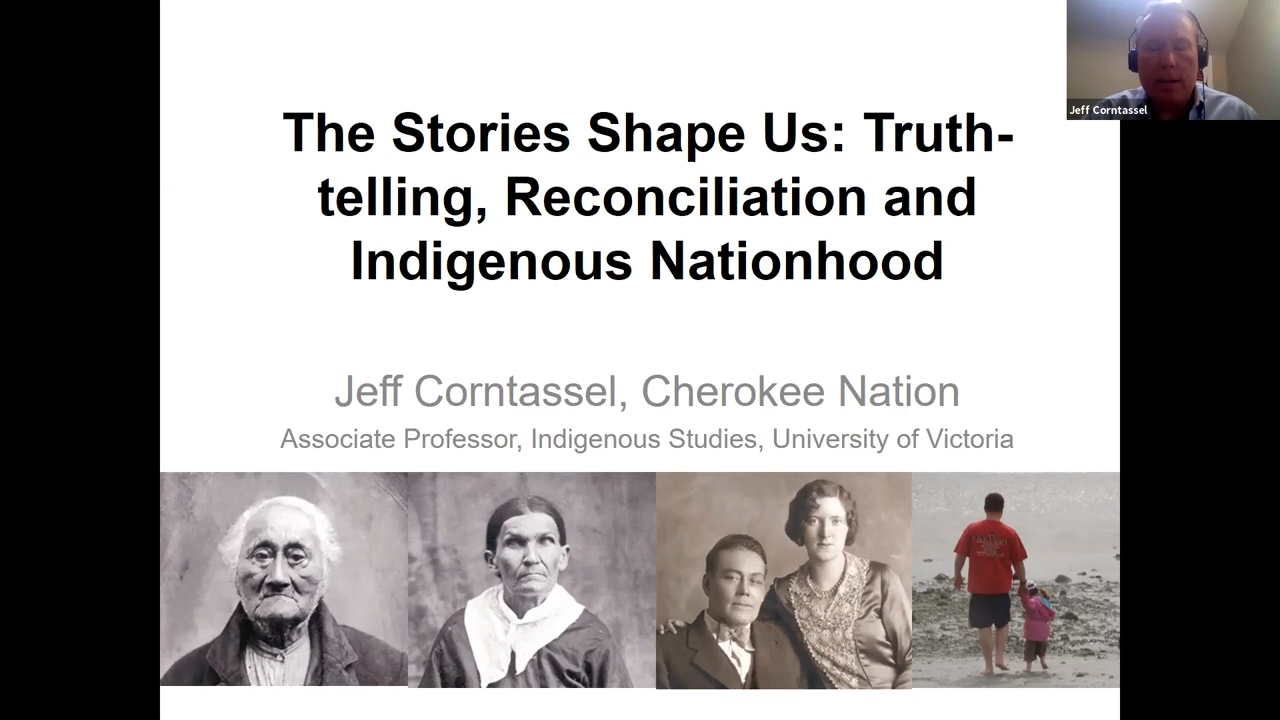 Jeff Corntassel
The Stories Shape Us: Truth-
telling, Reconciliation and
Indigenous Nationhood
Jeff Corntassel, Cherokee Nation
Associate Professor, Indigenous Studies, University of Victoria